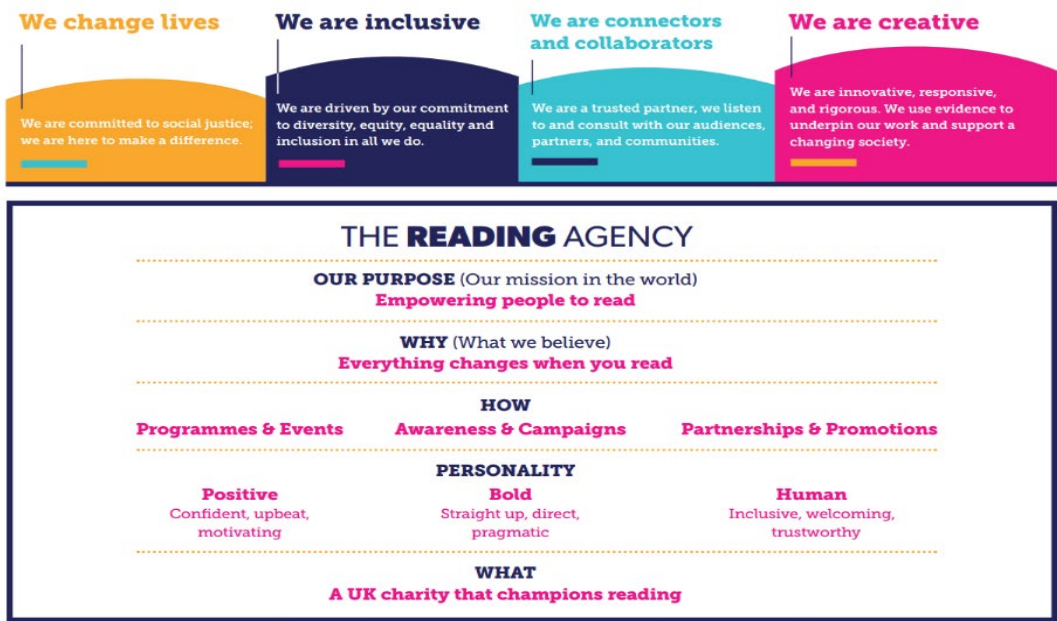 We change lives
We are committed to social justice;
we are here to make a difference.
We are inclusive
We are driven by our commitment
to diversity, equity, equality and
inclusion in all we do.
We are connectors
and collaborators
We are a trusted partner, we listen
to and consult with our audiences,
partners, and communities.
We are creative
We are innovative, responsive,
and rigorous. We use evidence to
underpin our work and support a
changing society.
THE READING AGENCY
OUR PURPOSE (Our mission in the world)
Empowering people to read
WHY (What we believe)
Everything changes when you read
HOW
Programmes & Events
Awareness & Campaigns
Partnerships & Promotions
PERSONALITY
Positive
Confident, upbeat,
motivating
Bold
Straight up, direct,
pragmatic
Human
Inclusive, welcoming,
trustworthy
WHAT
A UK charity that champions reading